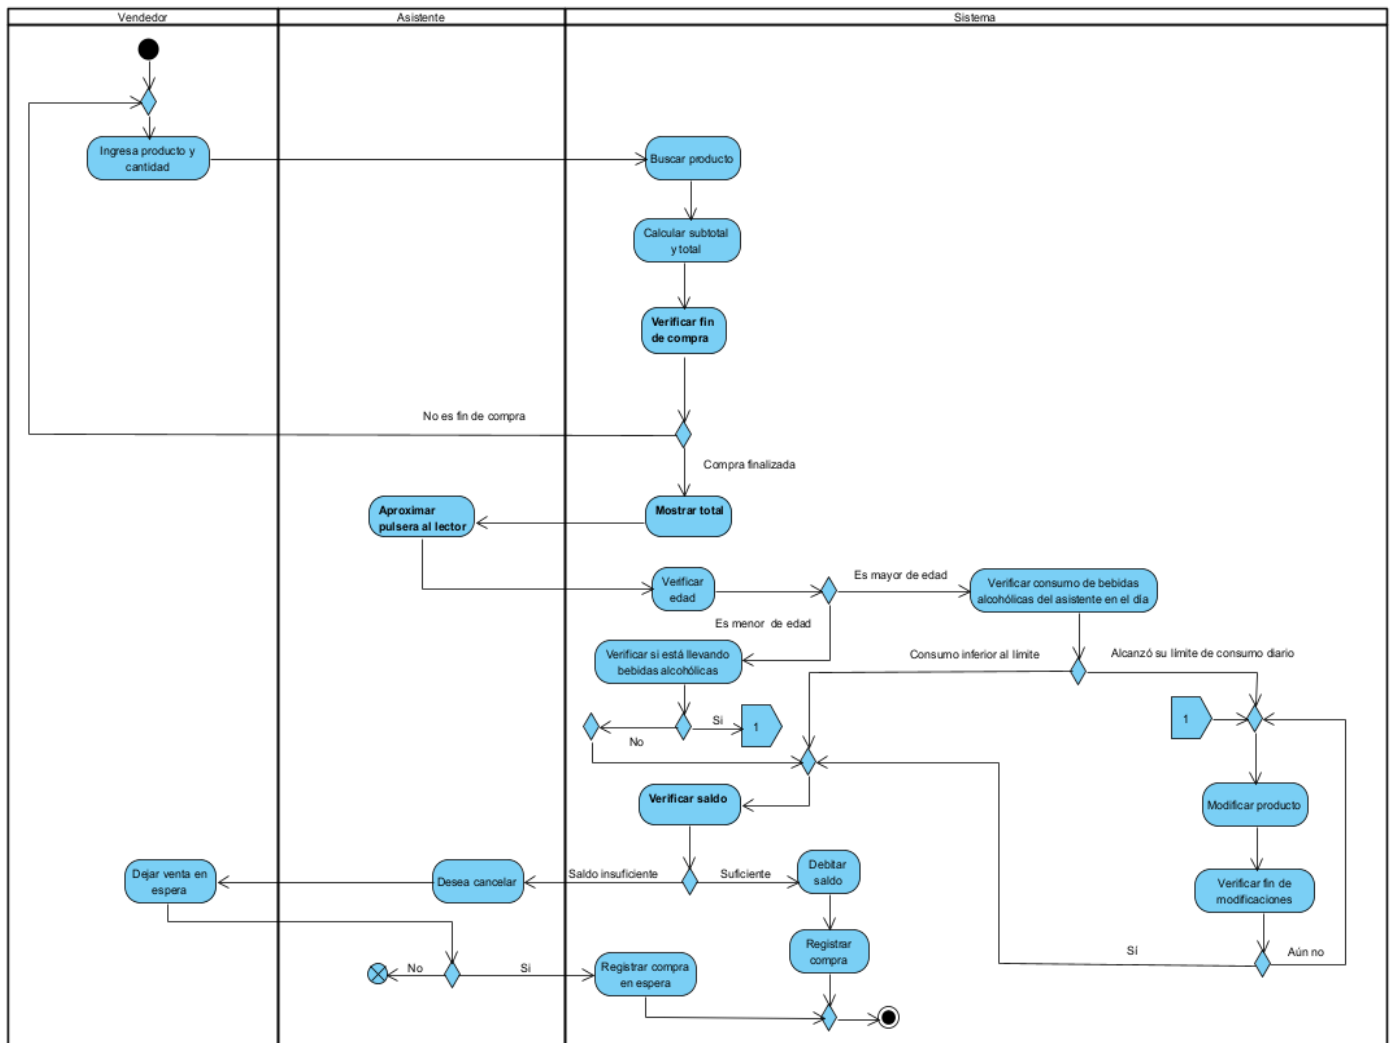 Vendedor
Asistente
Sistema
Ingresa producto y
cantidad
Buscar producto
Calcular subtotal
y total
Verificar fin
de compra
No es fin de compra
Compra finalizada
Aproximar
pulsera al lector
Mostrar total
Verificar
edad
Es mayor de edad
Verificar consumo de bebidas
alcohólicas del asistente en el día
Es menor de edad
Verificar si está llevando
bebidas alcohólicas
Consumo inferior al límite
Alcanzó su límite de consumo diario
Si
1
No
1
Verificar saldo
Modificar producto
Dejar venta en
espera
Desea cancelar
Saldo insuficiente
Suficiente
Debitar
saldo
Verificar fin de
modificaciones
Registrar
compra
Sí
Aún no
No
Si
Registrar compra
en espera